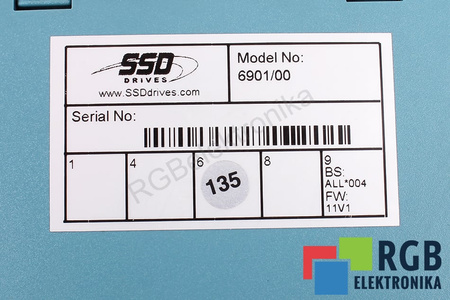 SSD
DRIVES
www.SSDdrives.com
Model No:
6901/00
Serial No:
1
4
6
8
9
135
BS:
ALL*004
FW:
11V1
RGBelektronika
RGB
ELEKTRONIKA